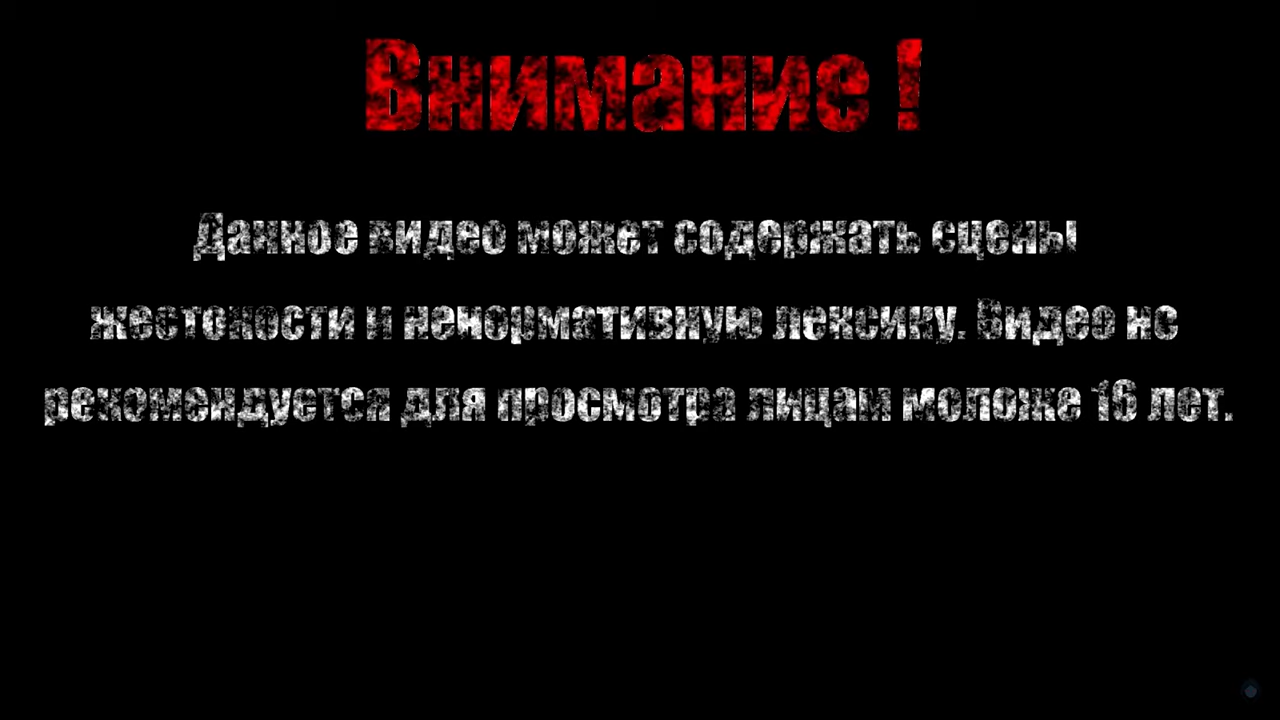 Внимание !
Данное видео может содержать сцены
жестокости и ненормативную лексику. Видео не
рекомендуется для просмотра лицам моложе 16 лет.